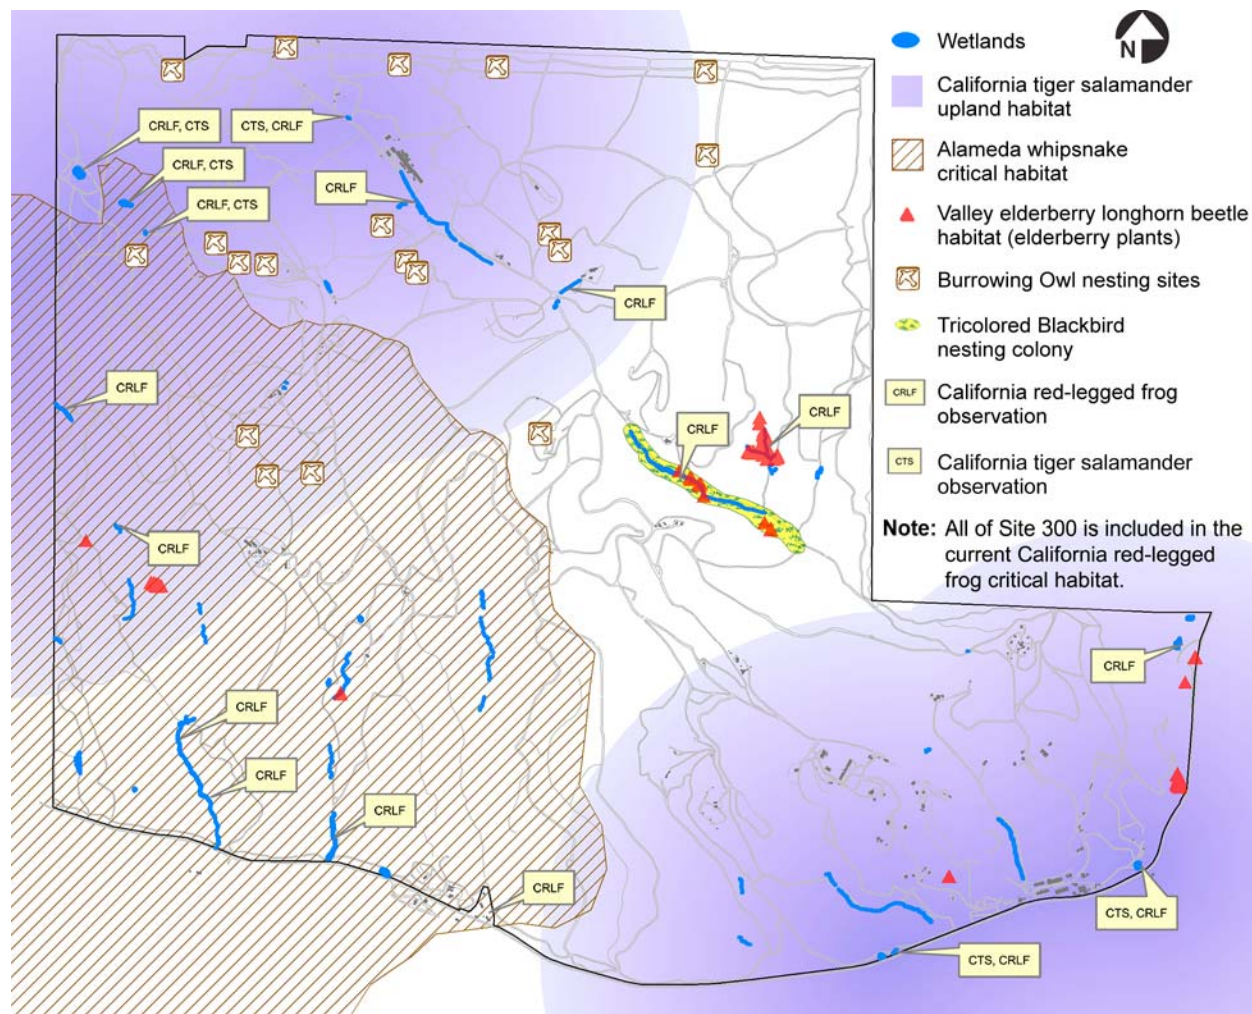 N
Wetlands
California tiger salamander
upland habitat
Alameda whipsnake
critical habitat
Valley elderberry longhorn beetle
habitat (elderberry plants)
Burrowing Owl nesting sites
Tricolored Blackbird
nesting colony
CRLF
California red-legged frog
observation
CTS
California tiger salamander
observation
Note: All of Site 300 is included in the
current California red-legged
frog critical habitat.
CRLF, CTS
CTS, CRLF
CRLF, CTS
CRLF
CRLF, CTS
CRLF
CRLF
CRLF
CRLF
CRLF
CRLF
CRLF
CRLF
CRLF
CRLF
CTS, CRLF
CTS, CRLF